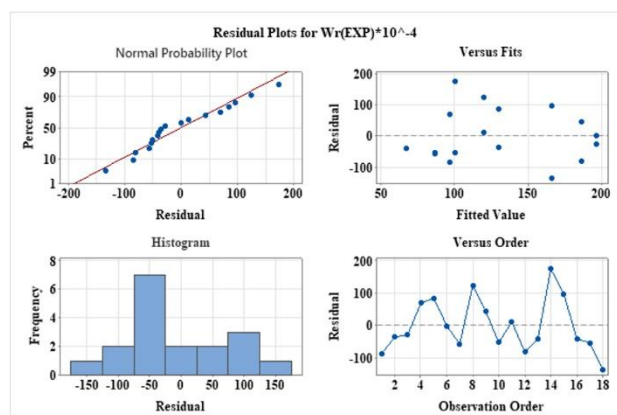 Residual Plots for Wr(EXP)*10^-4
Normal Probability Plot
99
90
50
10
1
Percent
-200 -100 0 100 200
Residual
Versus Fits
200
100
0
-100
Residual
50 100 150 200
Fitted Value
Histogram
8
6
4
2
0
Frequency
-150 -100 -50 0 50 100 150
Residual
Versus Order
200
100
0
-100
Residual
2 4 6 8 10 12 14 16 18
Observation Order